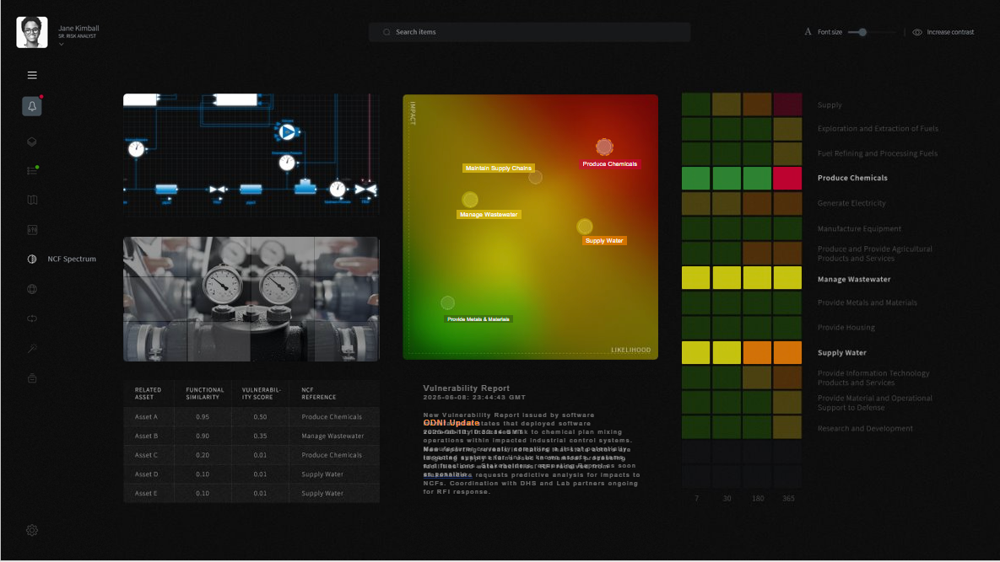 Jane Kimball
SR. RISK ANALYST
Search items
A Font size
Increase contrast
NCF Spectrum
IMPACT
Produce Chemicals
Maintain Supply Chains
Manage Wastewater
Supply Water
Provide Metals & Materials
LIKELIHOOD
Supply
Exploration and Extraction of Fuels
Fuel Refining and Processing Fuels
Produce Chemicals
Generate Electricity
Manufacture Equipment
Produce and Provide Agricultural
Products and Services
Manage Wastewater
Provide Metals and Materials
Provide Housing
Supply Water
Provide Information Technology
Products and Services
Provide Material and Operational
Support to Defense
Research and Development
7 30 180 365
RELATED ASSET
FUNCTIONAL SIMILARITY
VULNERABIL- ITY SCORE
NCF REFERENCE
Asset A 0.95 0.50 Produce Chemicals
Asset B 0.90 0.35 Manage Wastewater
Asset C 0.20 0.01 Produce Chemicals
Asset D 0.10 0.01 Supply Water
Asset E 0.10 0.01 Supply Water
Vulnerability Report
2025-06-08: 23:44:43 GMT
New Vulnerability Report issued by software
ODNI Update
states that deployed software
risk to chemical plan mixing
operations within impacted industrial control systems.
as possible.
requests predictive analysis for impacts to
NCFs. Coordination with DHS and Lab partners ongoing
for RFI response.